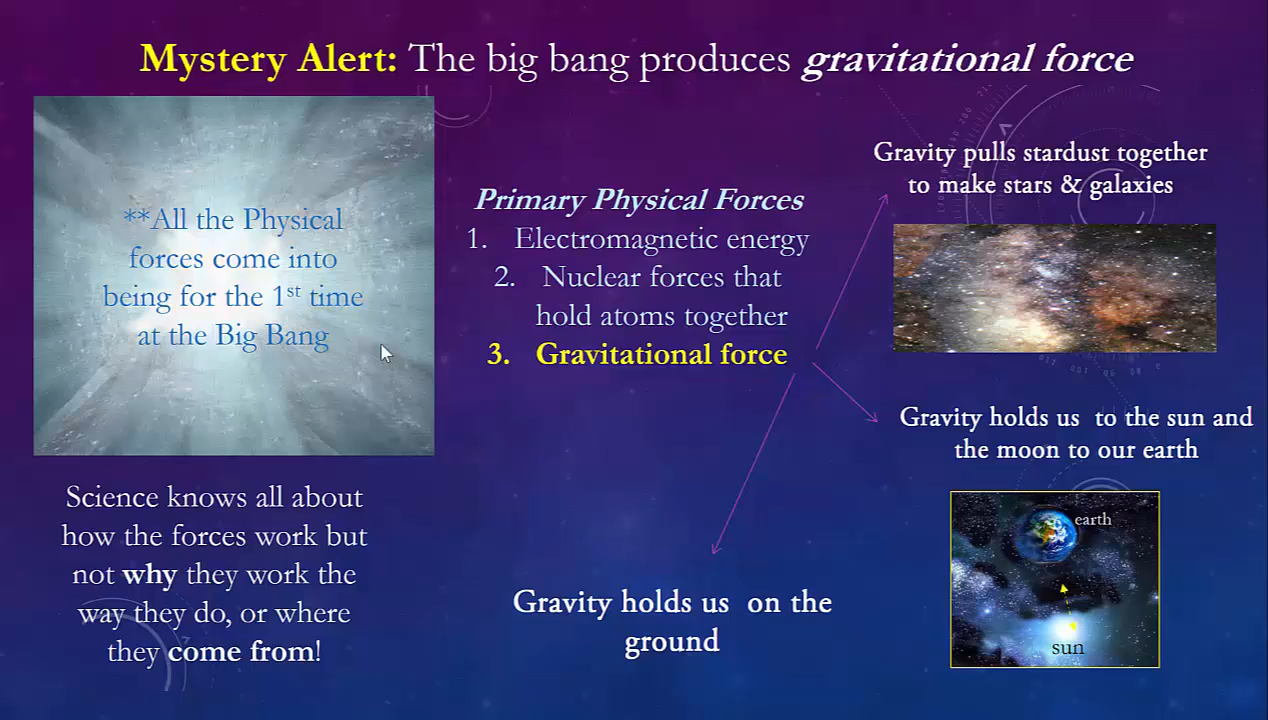 Mystery Alert: The big bang produces gravitational force
**All the Physical
forces come into
being for the 1st time
at the Big Bang
Science knows all about
how the forces work but
not why they work the
way they do, or where
they come from!
Primary Physical Forces
1. Electromagnetic energy
2. Nuclear forces that
hold atoms together
3. Gravitational force
Gravity holds us on the
ground
Gravity pulls stardust together
to make stars & galaxies
Gravity holds us to the sun and
the moon to our earth
earth
sun